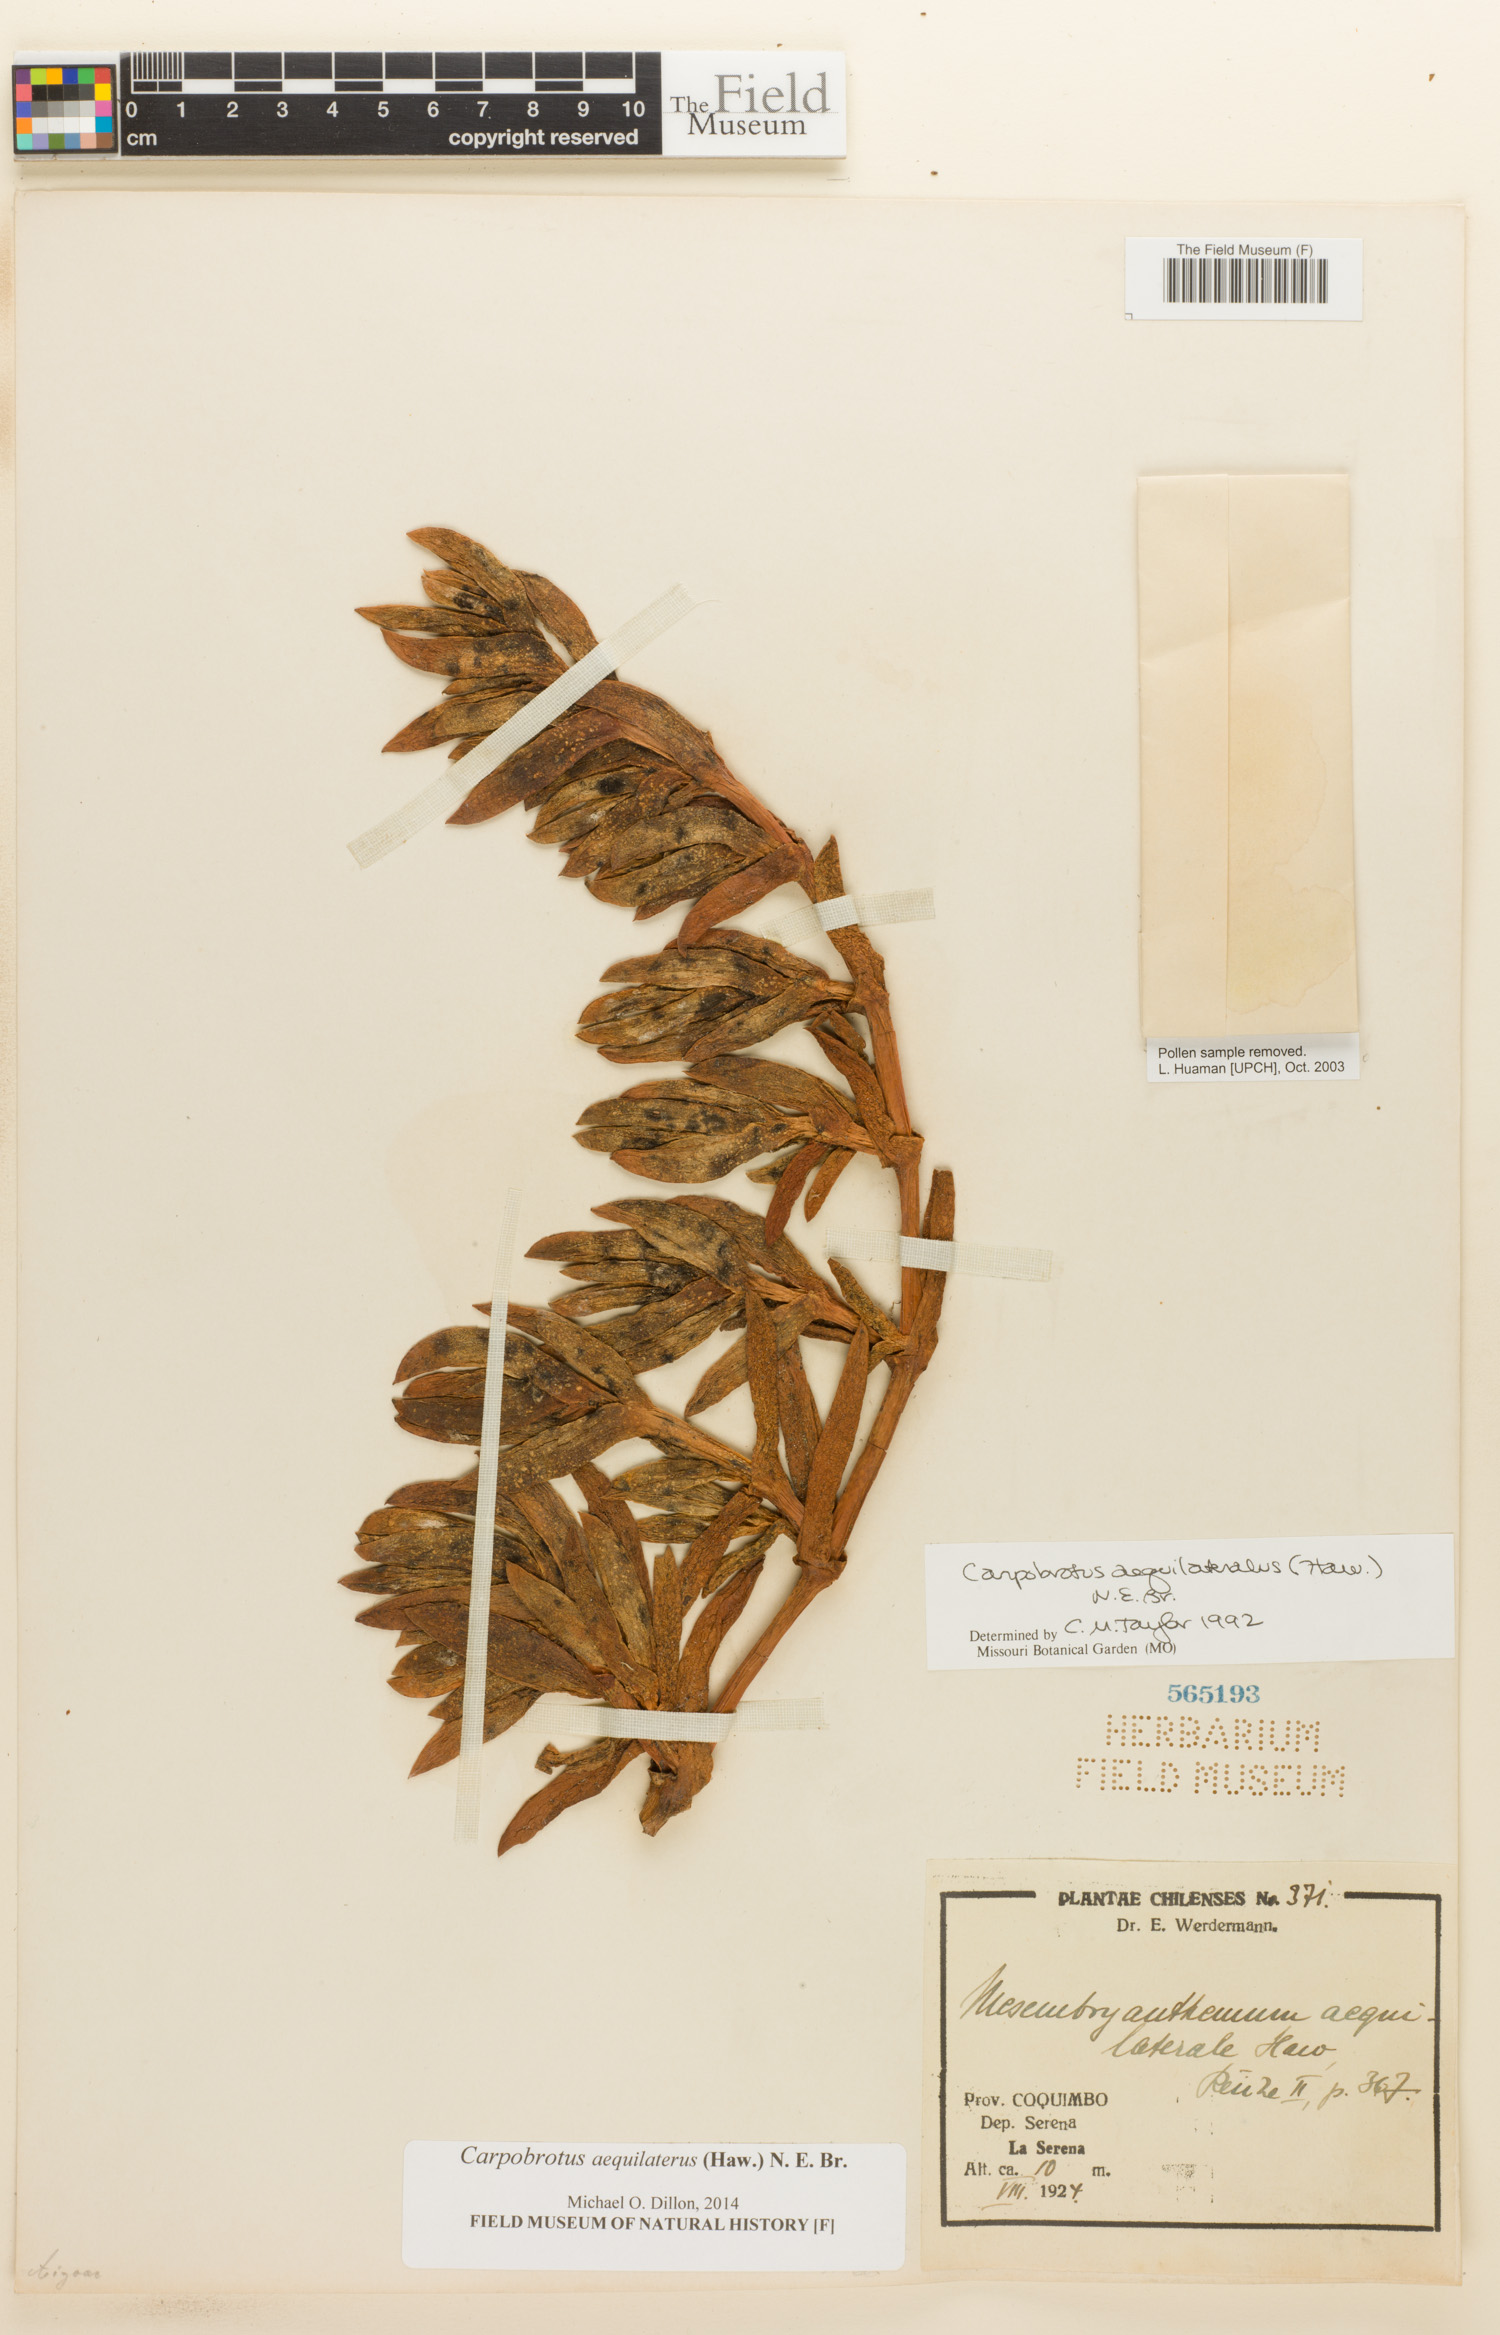 0 1 2 3 4 5 6 7 8 9 10
cm
copyright reserved
The Field
Museum
The Field Museum (F)
Pollen sample removed.
L. Huaman [UPCH], Oct. 2003
Carpobrotus aequilateralus (Haw.)
N. E. Br.
Determined by C. M. Taylor 1992
Missouri Botanical Garden (MO)
565193
HERBARIUM
FIELD MUSEUM
PLANTAE CHILENSES No. 371.
Dr. E. Werdermann.
Mesembryanthemum aequi-
laterale Haw,
II, p. 367.
Prov. COQUIMBO
Dep. Serena
La Serena
Alt. ca. 10 m.
VIII. 1924.
Carpobrotus aequilaterus (Haw.) N. E. Br.
Michael O. Dillon, 2014
FIELD MUSEUM OF NATURAL HISTORY [F]